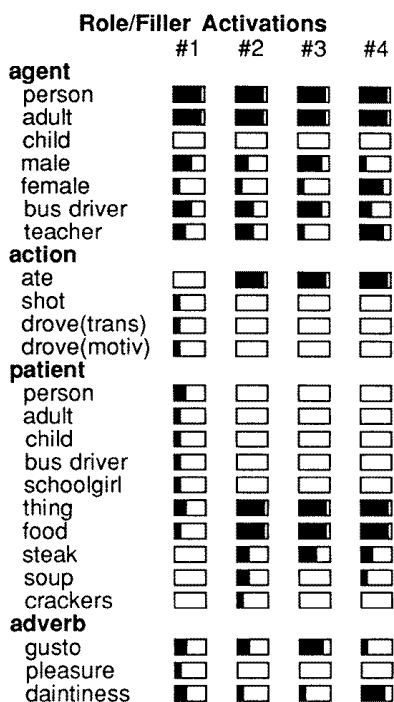 Role/Filler Activations
#1 #2 #3 #4
agent
person
adult
child
male
female
bus driver
teacher
action
ate
shot
drove(trans)
drove(motiv)
patient
person
adult
child
bus driver
schoolgirl
thing
food
steak
soup
crackers
adverb
gusto
pleasure
daintiness